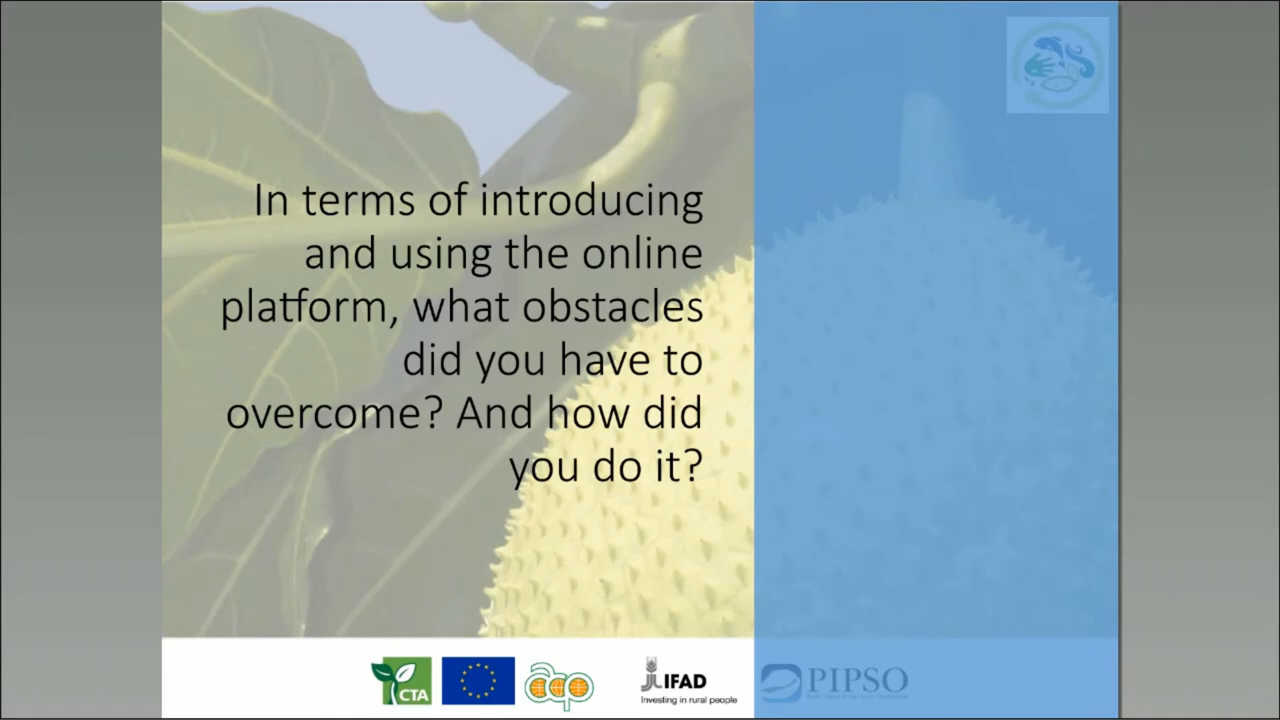 In terms of introducing
and using the online
platform, what obstacles
did you have to
overcome? And how did
you do it?
CTA
acp
IFAD
Investing in rural people
PIPSO